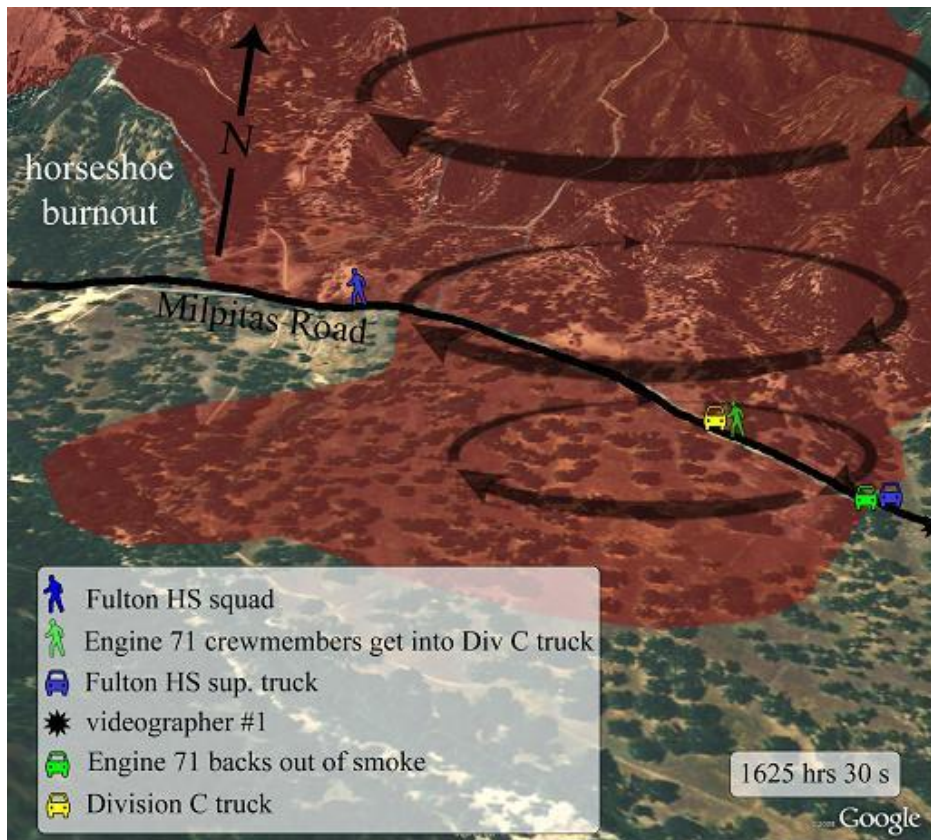 N
horseshoe
burnout
Milpitas Road
Fulton HS squad
Engine 71 crewmembers get into Div C truck
Fulton HS sup. truck
videographer #1
Engine 71 backs out of smoke
Division C truck
1625 hrs 30 s
Google